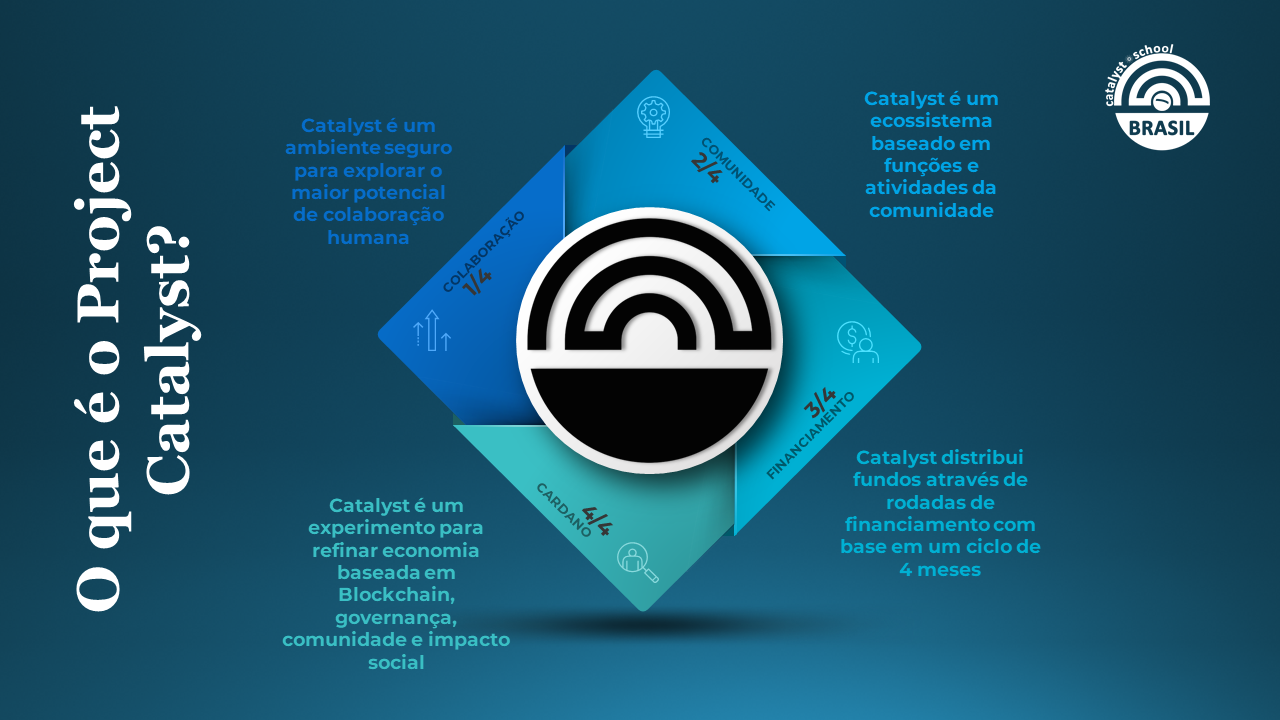 O que é o Project
Catalyst?
Catalyst é um
ambiente seguro
para explorar o
maior potencial
de colaboração
humana
COLABORAÇÃO
1/4
COMUNIDADE
2/4
Catalyst é um
ecossistema
baseado em
funções e
atividades da
comunidade
catalyst school
BRASIL
3/4
FINANCIAMENTO
Catalyst distribui
fundos através de
rodadas de
financiamento com
base em um ciclo de
4 meses
4/4
CARDANO
Catalyst é um
experimento para
refinar economia
baseada em
Blockchain,
governança,
comunidade e impacto
social